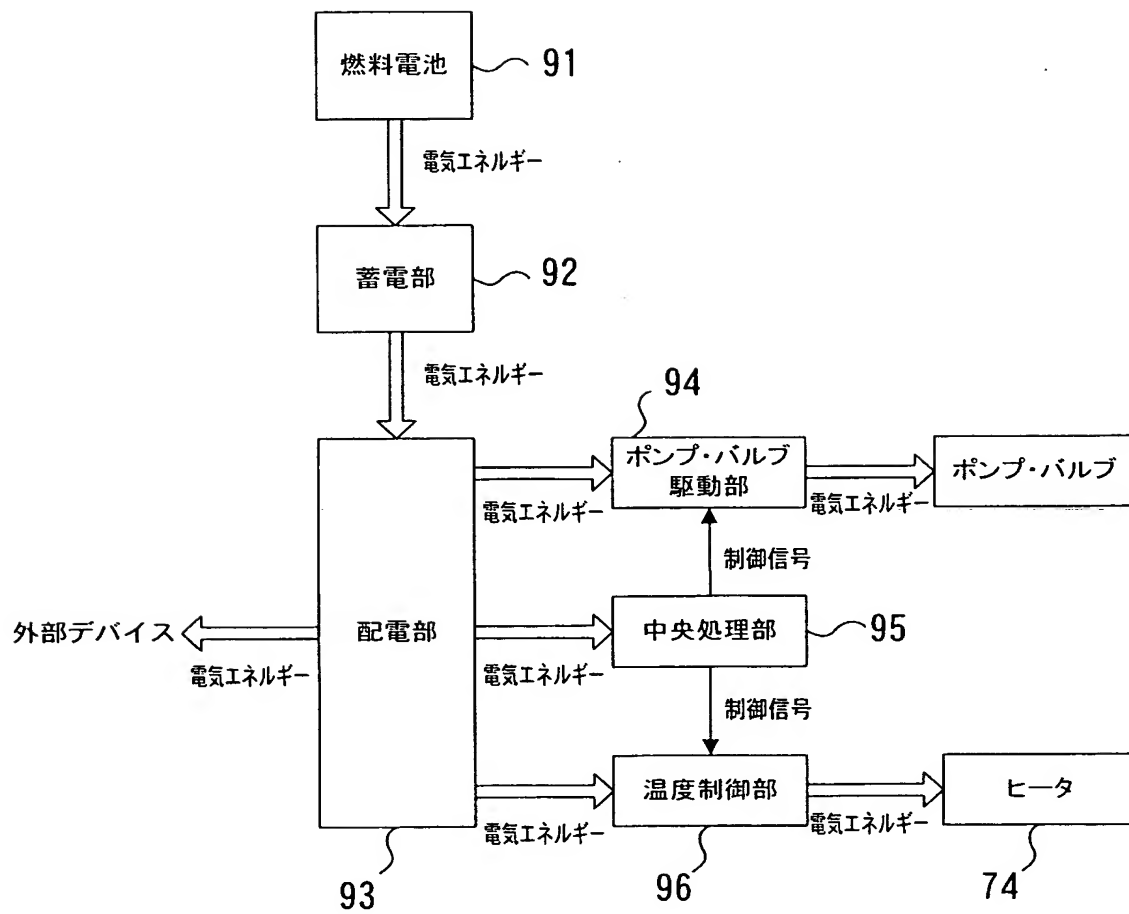 燃料電池
91
電気エネルギー
蓄電部
92
電気エネルギー
94
ポンプ・バルブ
駆動部
ポンプ・バルブ
電気エネルギー
電気エネルギー
制御信号
外部デバイス
配電部
中央処理部
95
電気エネルギー
電気エネルギー
制御信号
温度制御部
ヒータ
電気エネルギー
電気エネルギー
93
96
74